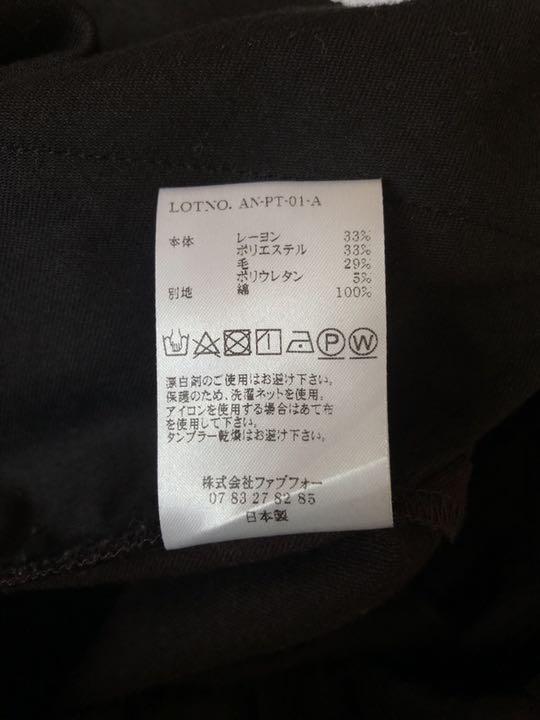 LOTNO. AN-PT-01-A
本体 レーヨン 33%
ポリエステル 33%
毛 29%
ポリウレタン 5%
別地 綿 100%
P W
漂白剤のご使用はお避け下さい。
保護のため、洗濯ネットを使用。
アイコンを使用する場合はあて布
を使用して下さい。
タンブラー乾燥はお避け下さい。
株式会社ファブフォー
07 83 27 82 85
日本製